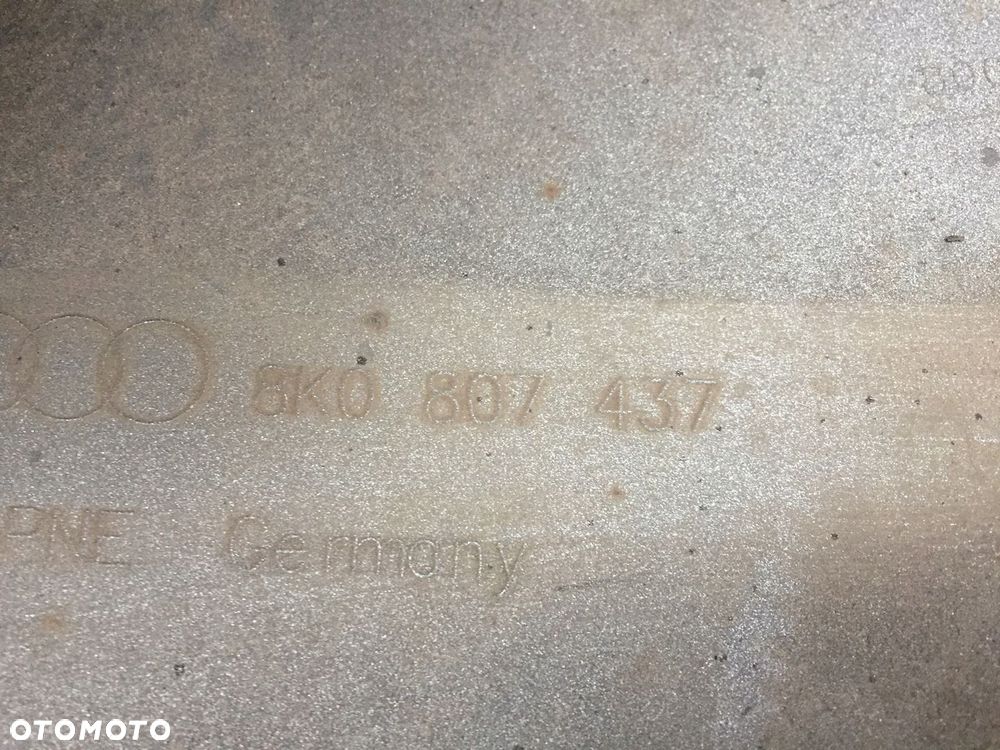 8K0 807 437
PNE Germany
OTOMOTO